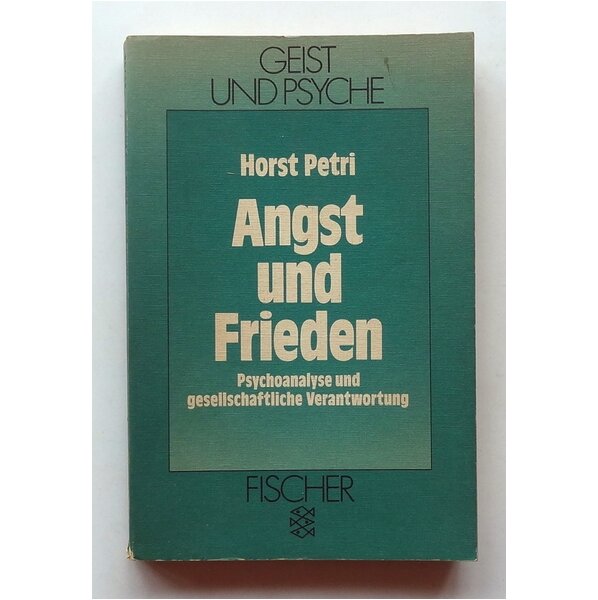 GEIST
UND PSYCHE
Horst Petri
Angst
und
Frieden
Psychoanalyse und
gesellschaftliche Verantwortung
FISCHER